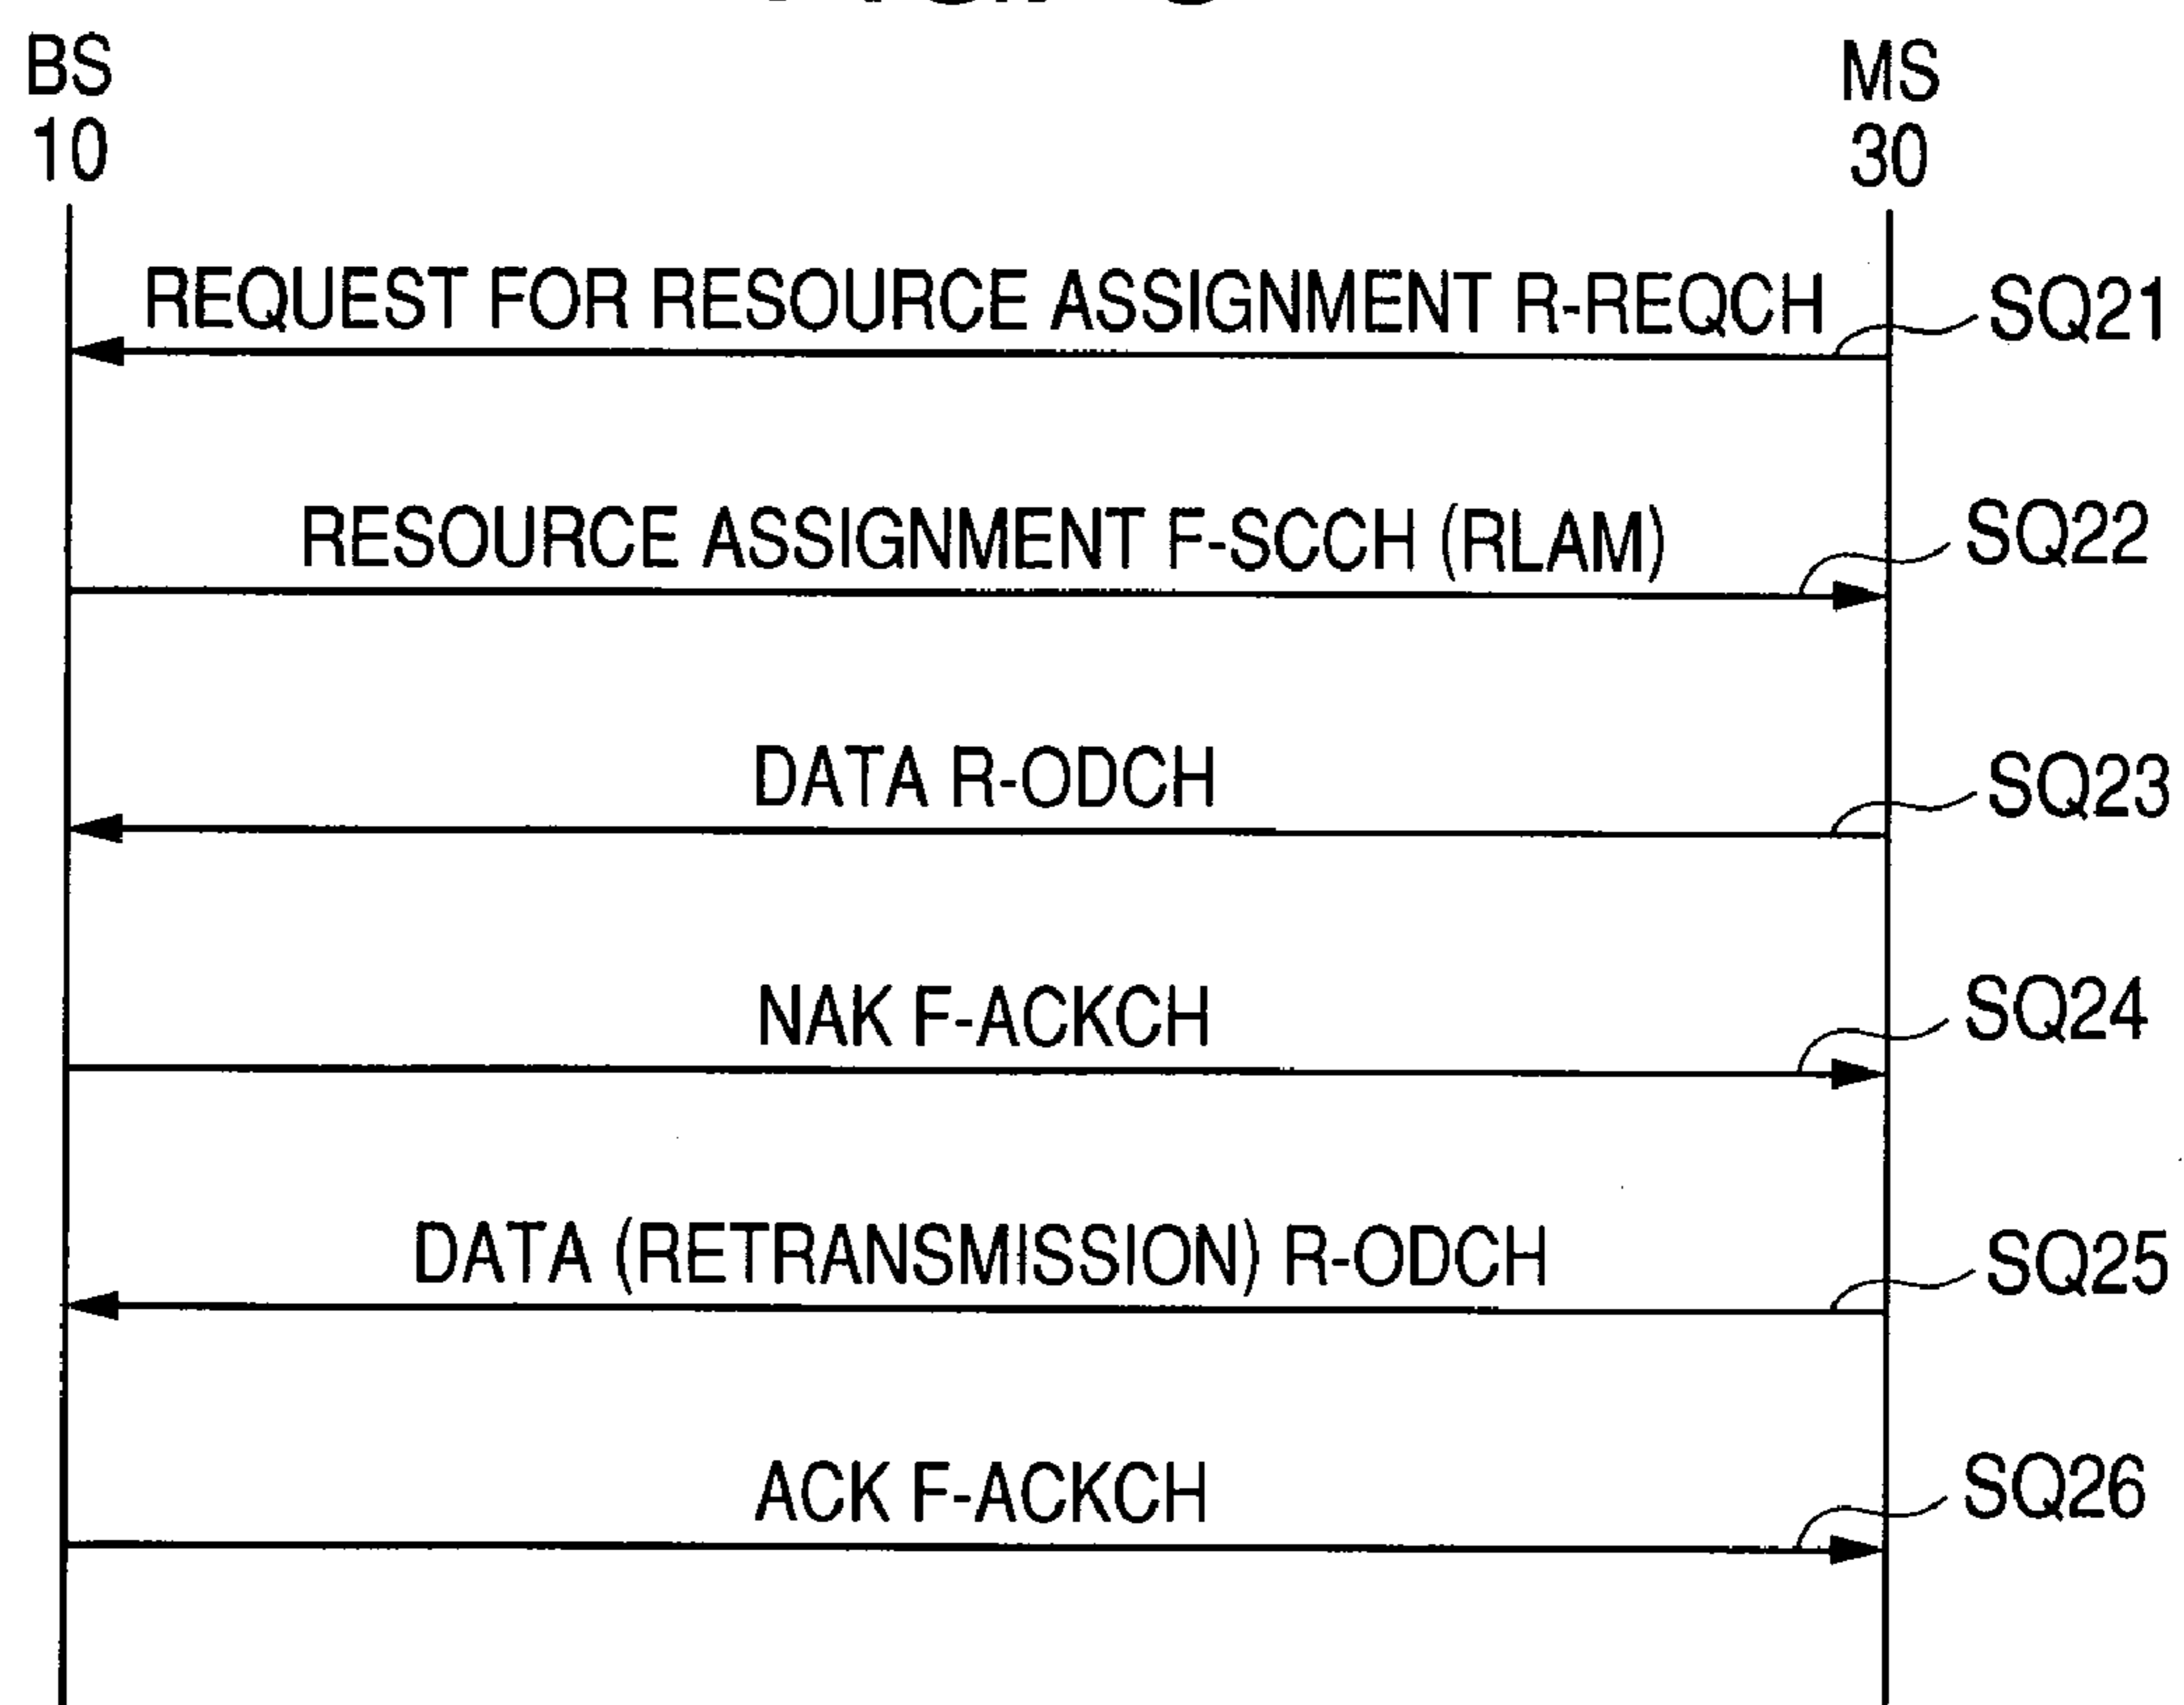 BS
10
MS
30
REQUEST FOR RESOURCE ASSIGNMENT R-REQCH
SQ21
RESOURCE ASSIGNMENT F-SCCH (RLAM)
SQ22
DATA R-ODCH
SQ23
NAK F-ACKCH
SQ24
DATA (RETRANSMISSION) R-ODCH
SQ25
ACK F-ACKCH
SQ26